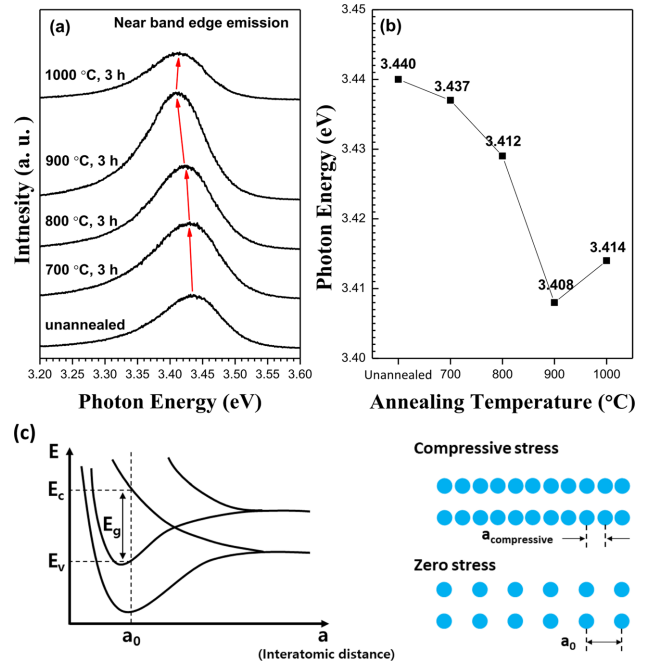 (a) Near band edge emission
1000 °C, 3 h
900 °C, 3 h
800 °C, 3 h
700 °C, 3 h
unannealed
Intnesity (a. u.)
3.20 3.25 3.30 3.35 3.40 3.45 3.50 3.55 3.60
Photon Energy (eV)
(b)
3.45
3.44
3.43
3.42
3.41
3.40
Photon Energy (eV)
3.440
3.437
3.412
3.408
3.414
Unannealed 700 800 900 1000
Annealing Temperature (°C)
(c)
E
Ec
Eg
Ev
a0
a
(Interatomic distance)
Compressive stress
acompressive
Zero stress
a0